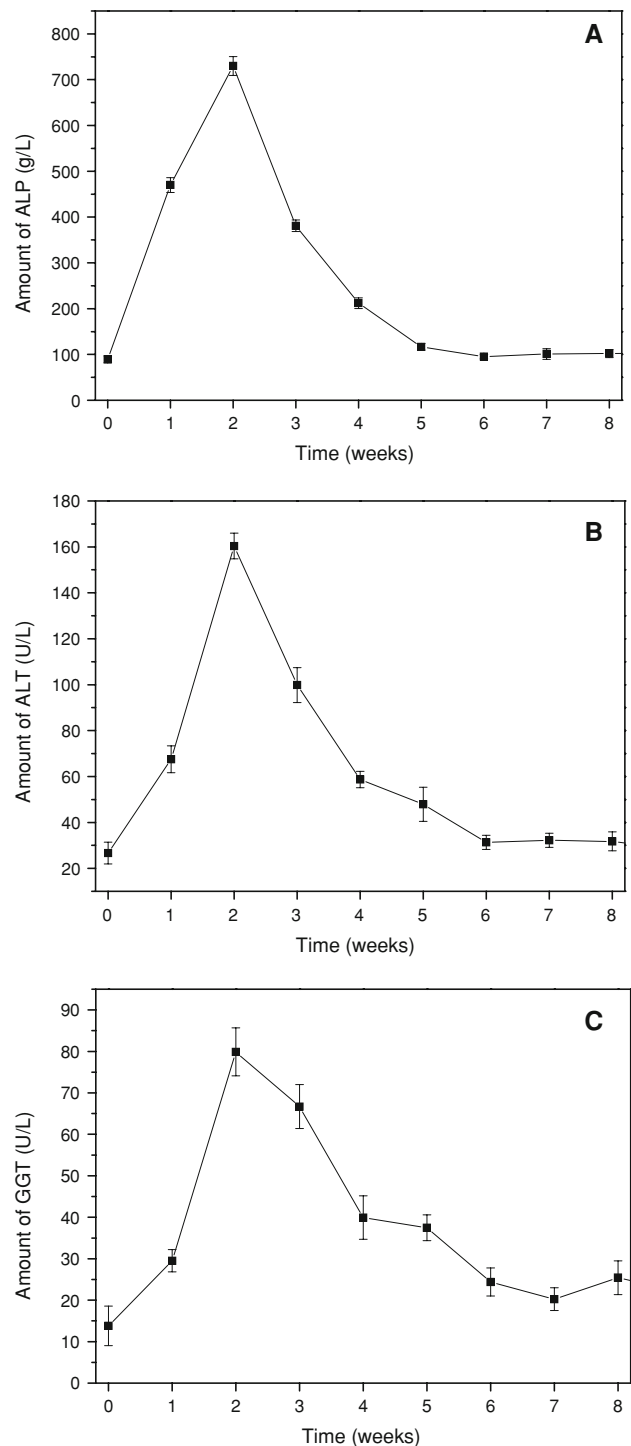 A
800
700
600
500
400
300
200
100
0
Amount of ALP (g/L)
0 1 2 3 4 5 6 7 8
Time (weeks)
B
180
160
140
120
100
80
60
40
20
Amount of ALT (U/L)
0 1 2 3 4 5 6 7 8
Time (weeks)
C
90
80
70
60
50
40
30
20
10
0
Amount of GGT (U/L)
0 1 2 3 4 5 6 7 8
Time (weeks)